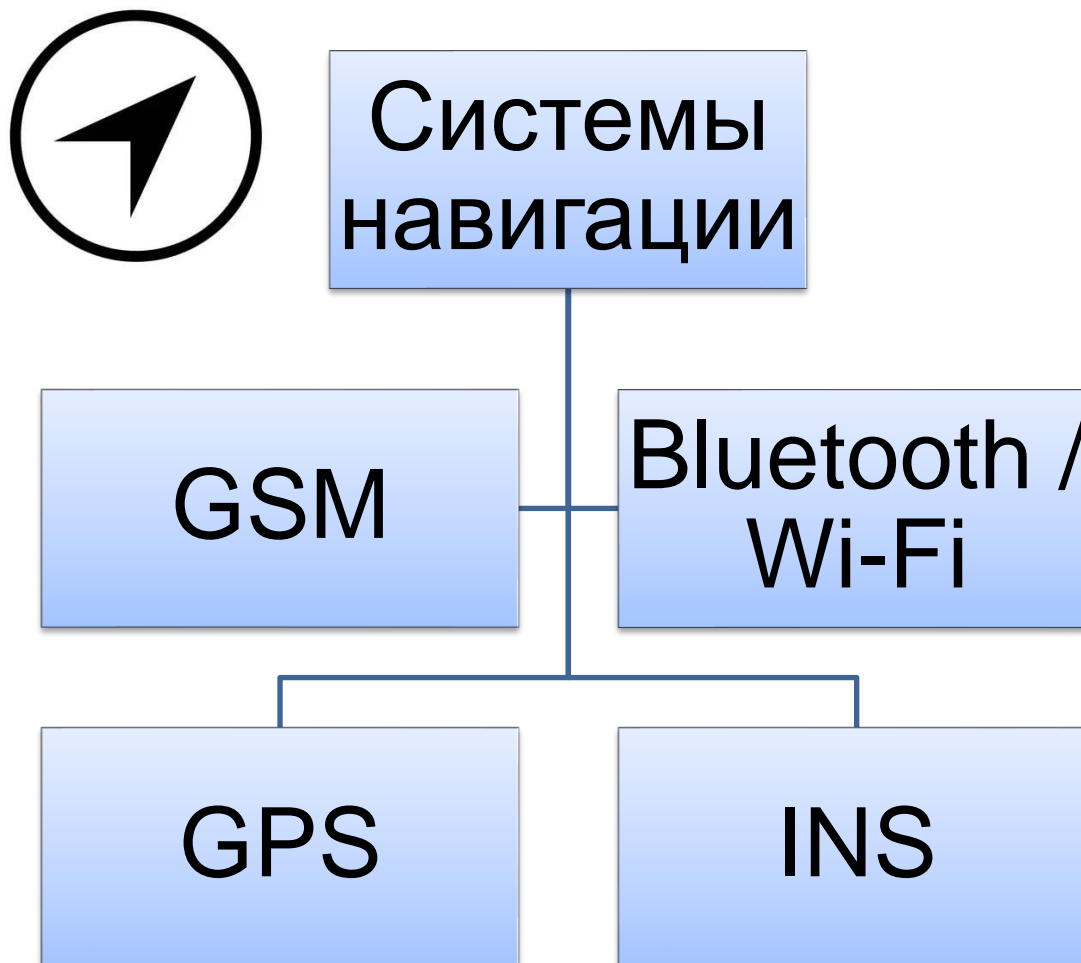 Системы
навигации
GSM
Bluetooth /
Wi-Fi
GPS
INS